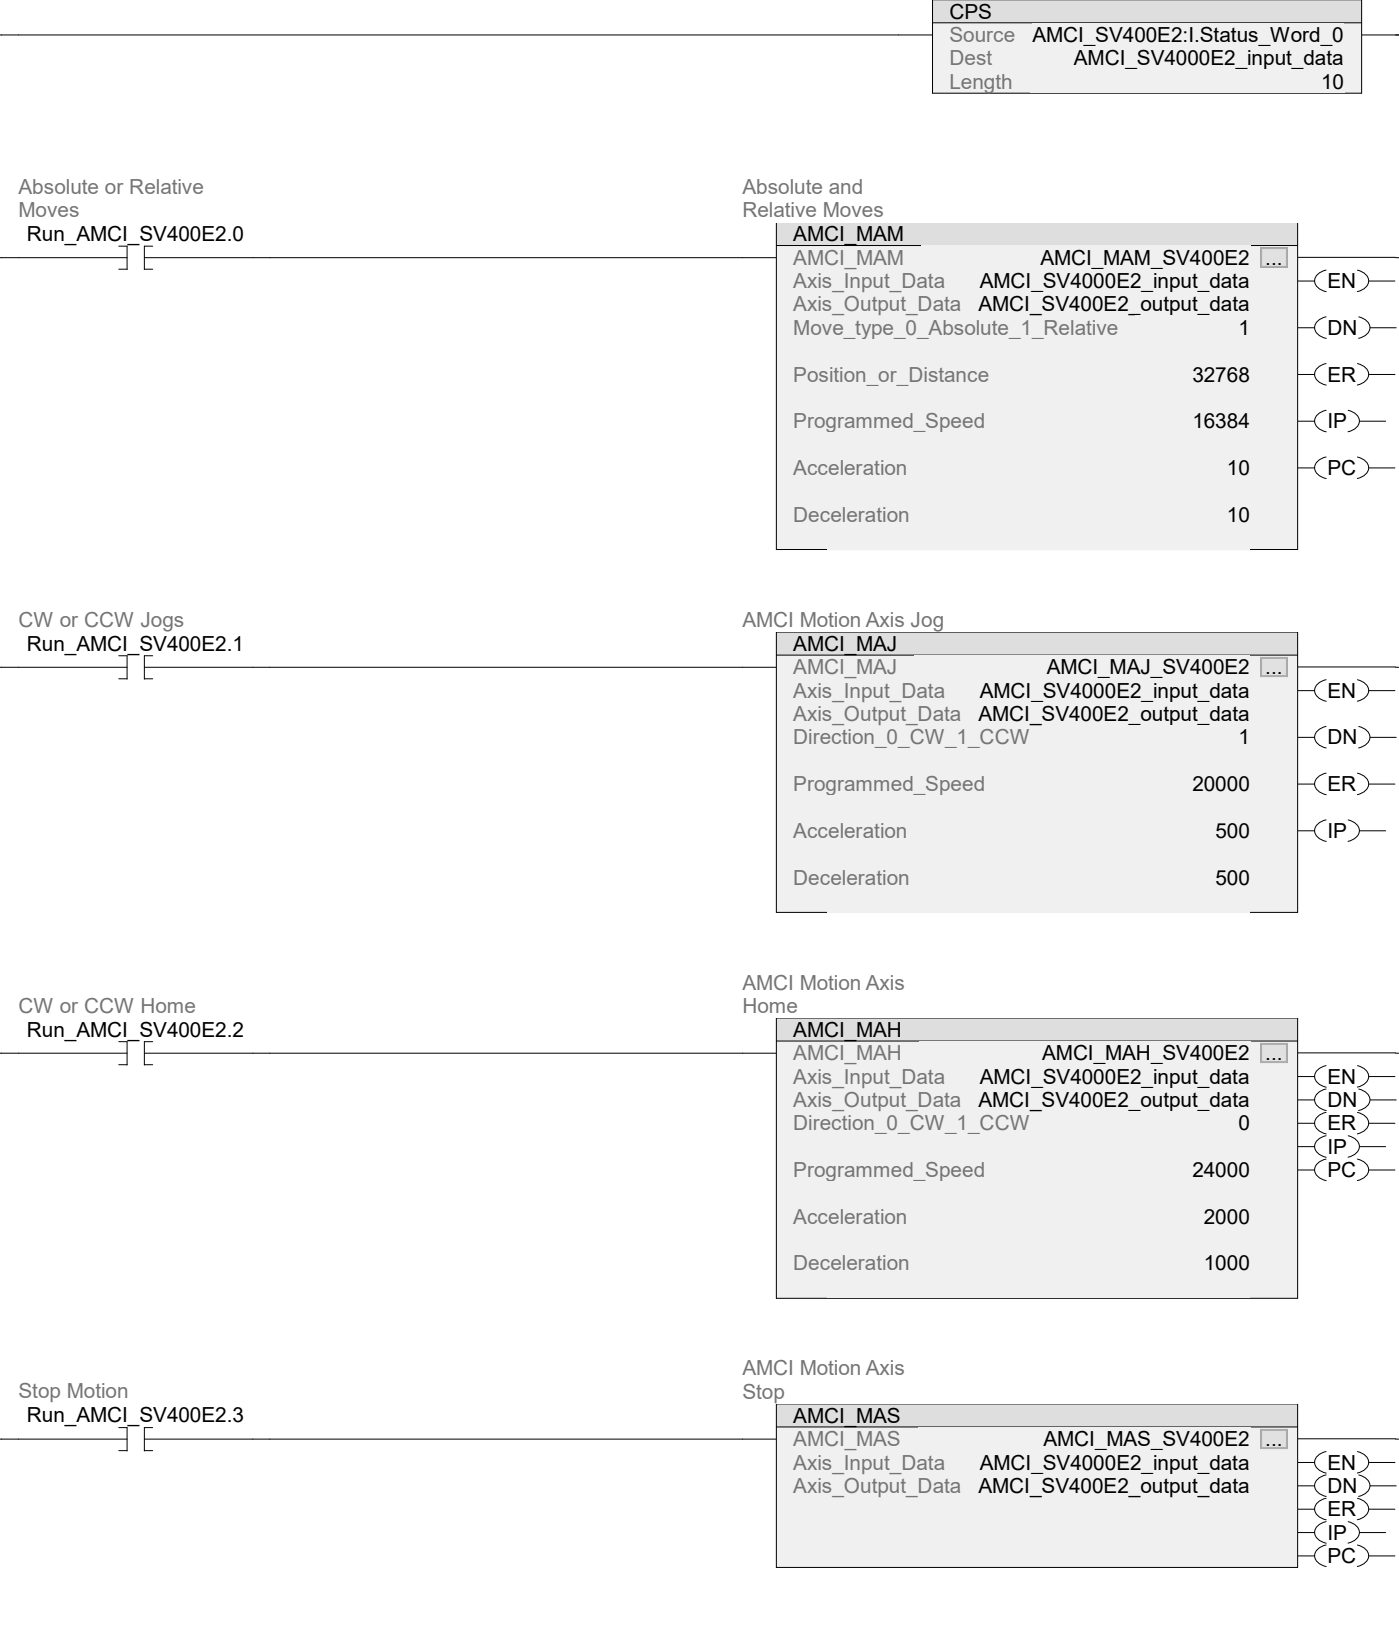 CPS
Source AMCI_SV400E2:I.Status_Word_0
Dest AMCI_SV4000E2_input_data
Length 10
Absolute or Relative
Moves
Run_AMCI_SV400E2.0
Absolute and
Relative Moves
AMCI_MAM
AMCI_MAM AMCI_MAM_SV400E2 ...
Axis_Input_Data AMCI_SV4000E2_input_data (EN)
Axis_Output_Data AMCI_SV400E2_output_data
Move_type_0_Absolute_1_Relative 1 (DN)
Position_or_Distance 32768 (ER)
Programmed_Speed 16384 (IP)
Acceleration 10 (PC)
Deceleration 10
CW or CCW Jogs
Run_AMCI_SV400E2.1
AMCI Motion Axis Jog
AMCI_MAJ
AMCI_MAJ AMCI_MAJ_SV400E2 ...
Axis_Input_Data AMCI_SV4000E2_input_data (EN)
Axis_Output_Data AMCI_SV400E2_output_data
Direction_0_CW_1_CCW 1 (DN)
Programmed_Speed 20000 (ER)
Acceleration 500 (IP)
Deceleration 500
CW or CCW Home
Run_AMCI_SV400E2.2
AMCI Motion Axis
Home
AMCI_MAH
AMCI_MAH AMCI_MAH_SV400E2 ...
Axis_Input_Data AMCI_SV4000E2_input_data (EN)
Axis_Output_Data AMCI_SV400E2_output_data (DN)
Direction_0_CW_1_CCW 0 (ER)
(IP)
Programmed_Speed 24000 (PC)
Acceleration 2000
Deceleration 1000
Stop Motion
Run_AMCI_SV400E2.3
AMCI Motion Axis
Stop
AMCI_MAS
AMCI_MAS AMCI_MAS_SV400E2 ...
Axis_Input_Data AMCI_SV4000E2_input_data (EN)
Axis_Output_Data AMCI_SV400E2_output_data (DN)
(ER)
(IP)
(PC)